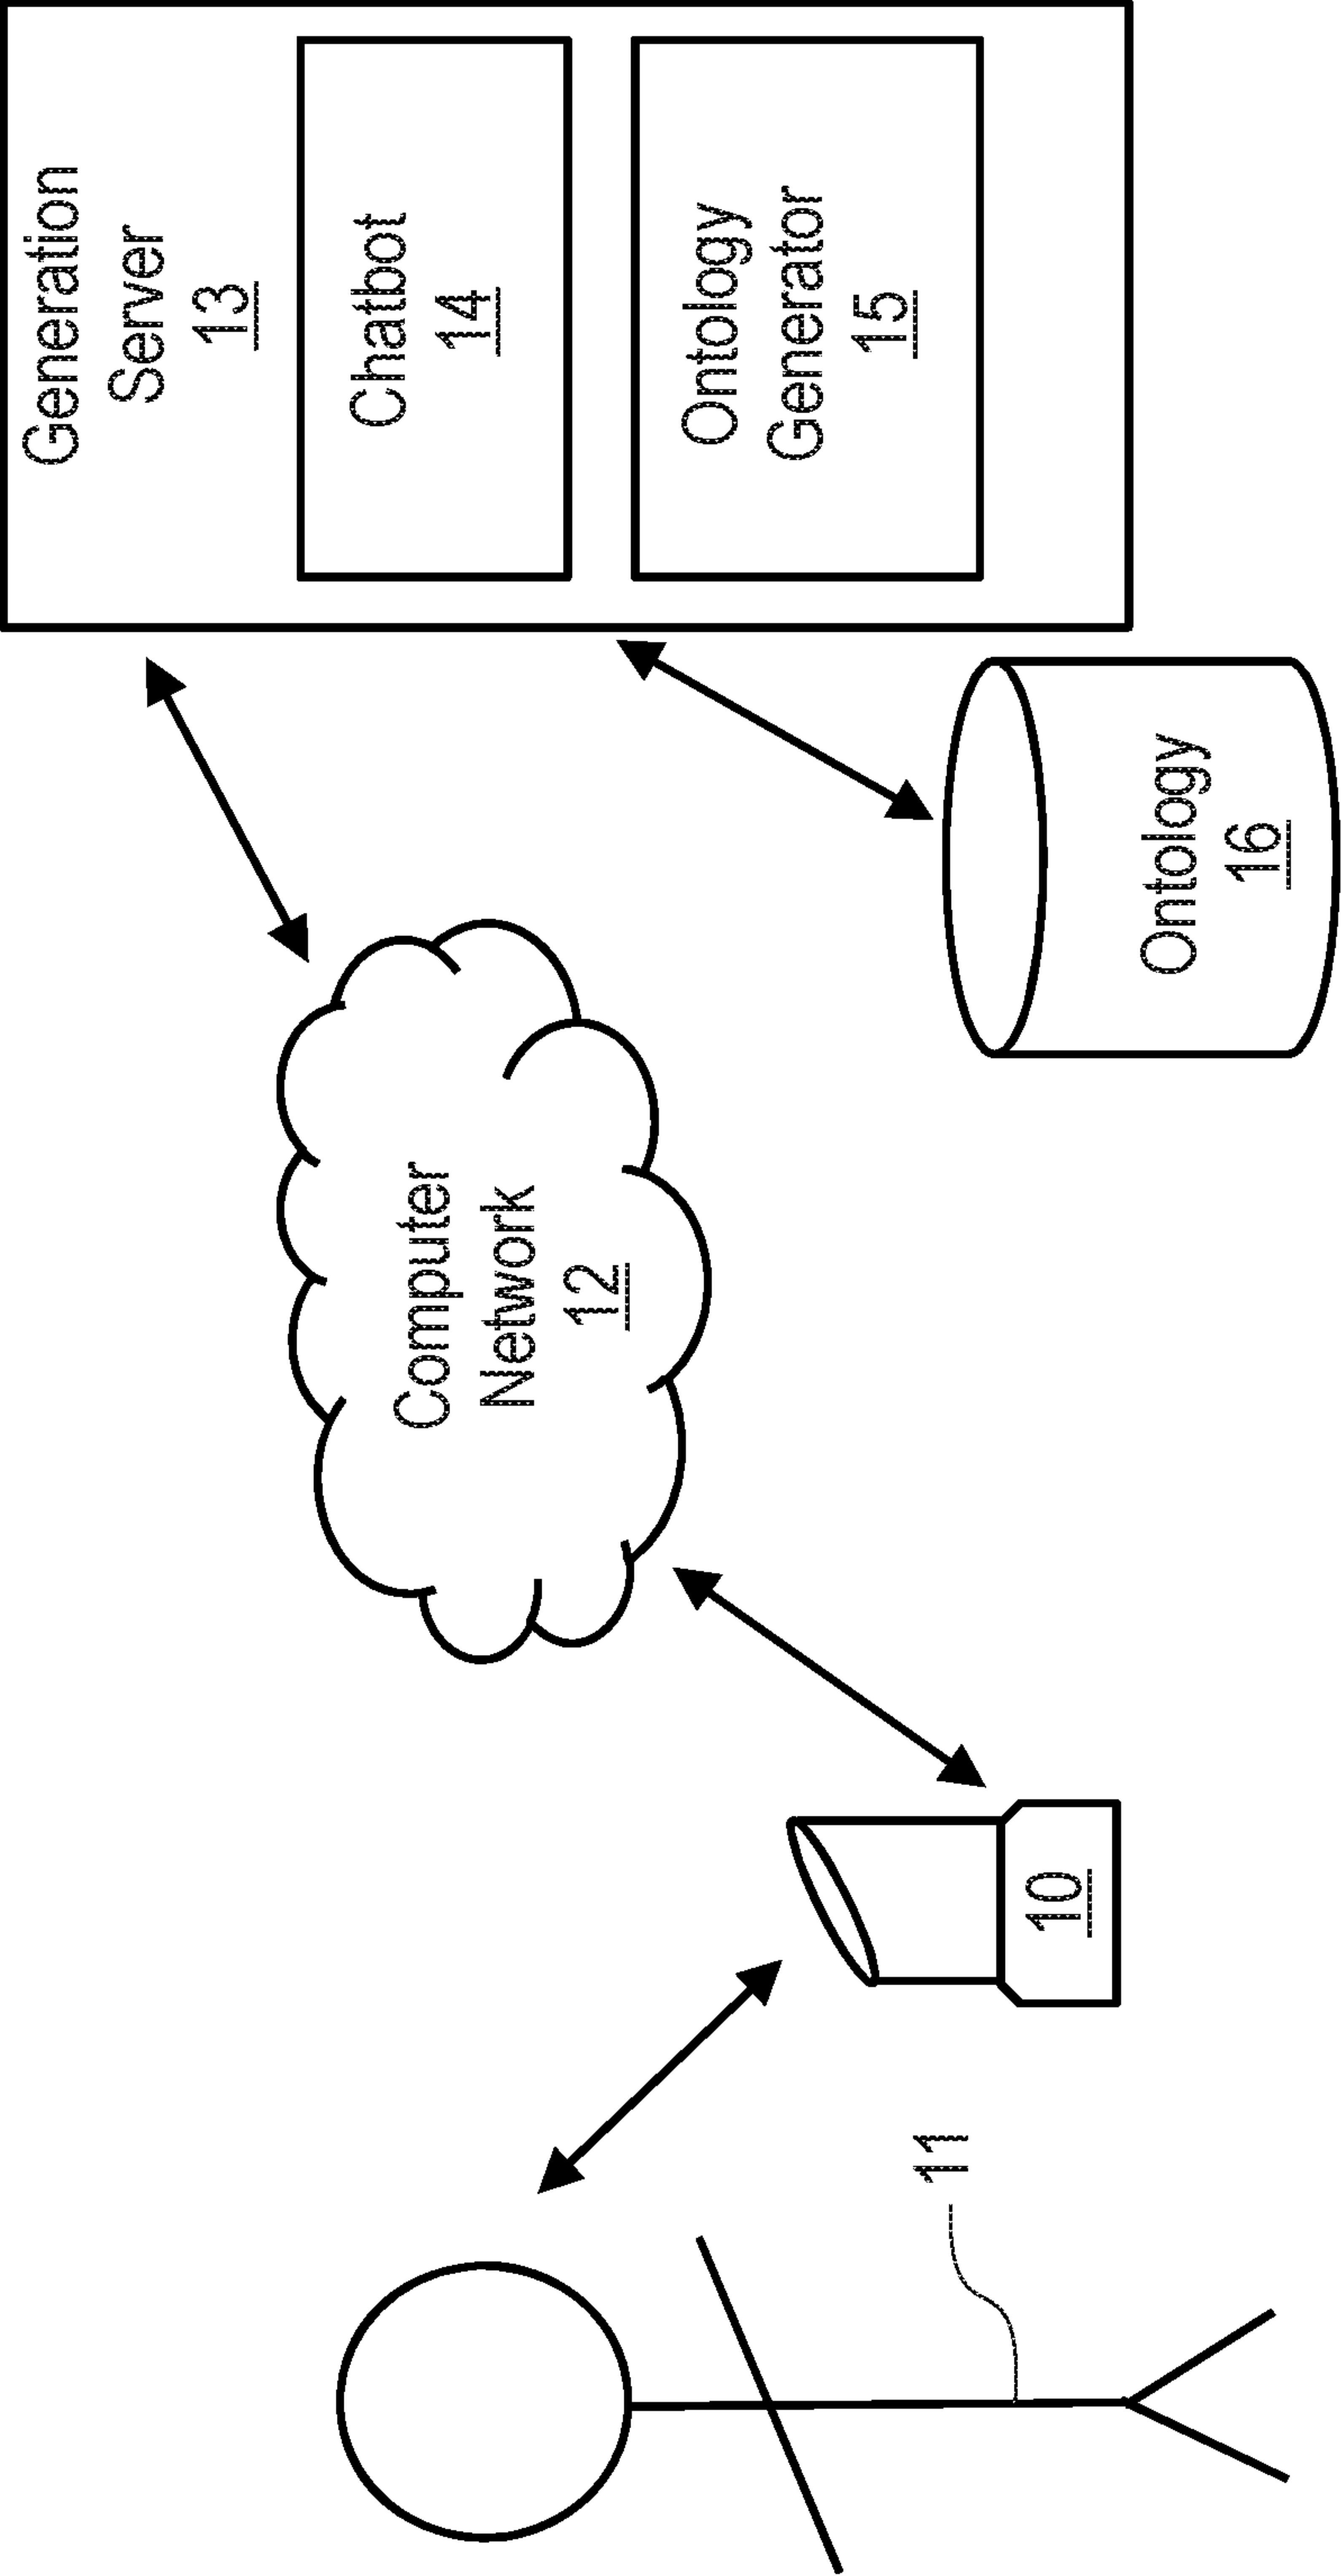 Generation
Server
13
Chatbot
14
Ontology
Generator
15
Computer
Network
12
Ontology
16
10
11